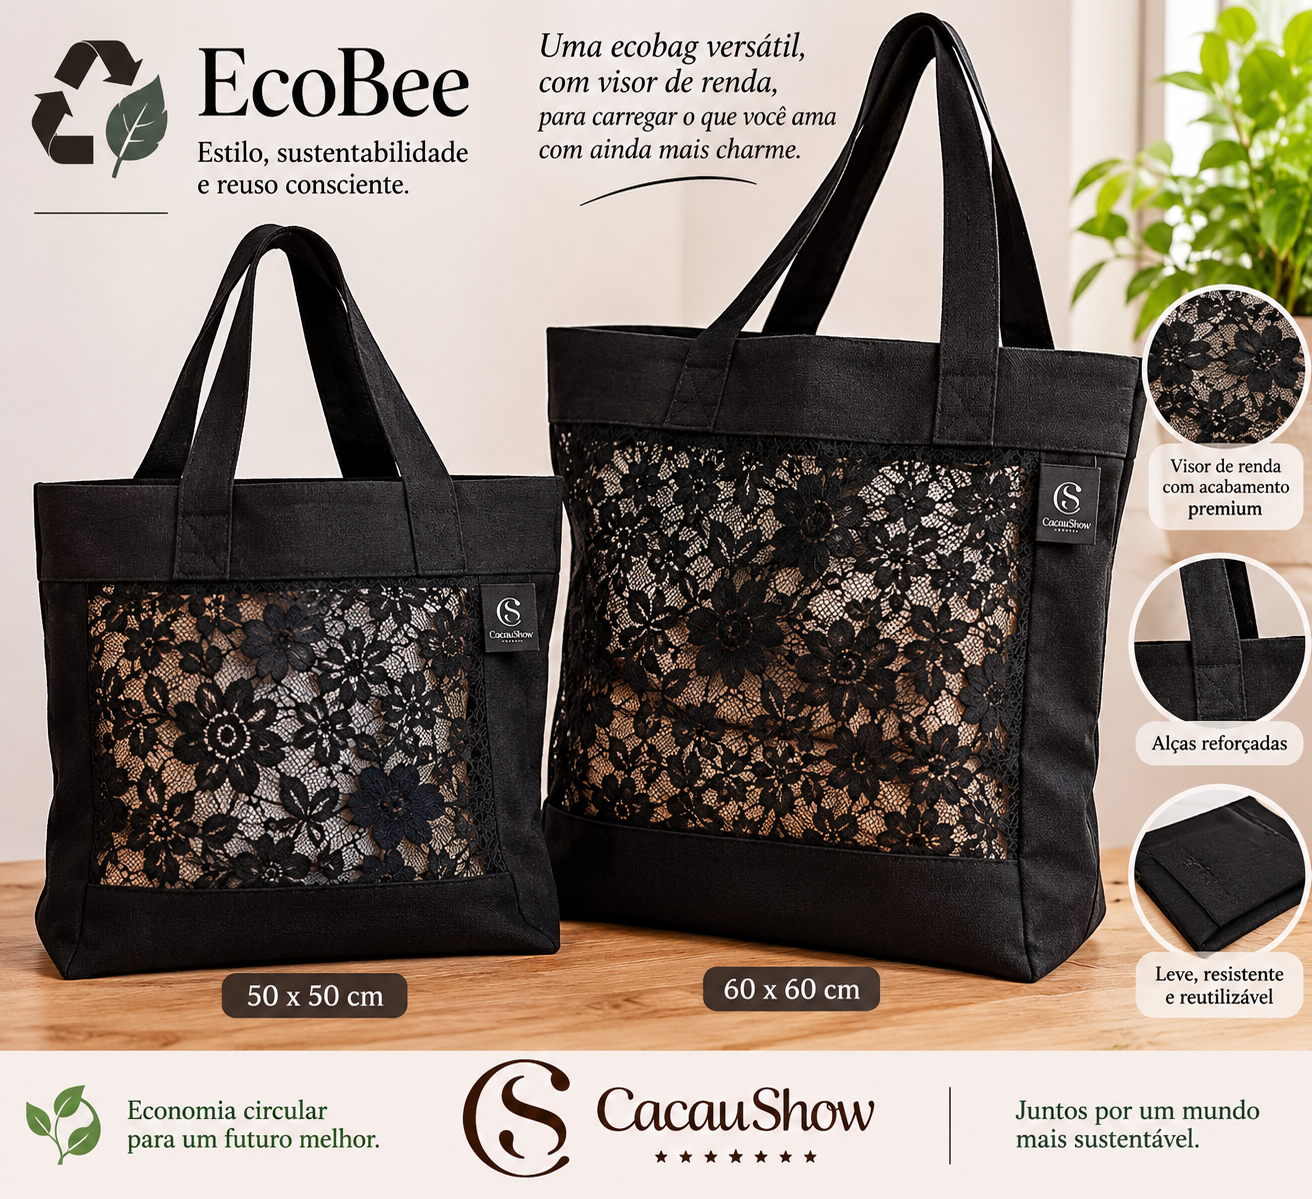 EcoBee
Estilo, sustentabilidade
e reuso consciente.
Uma ecobag versátil,
com visor de renda,
para carregar o que você ama
com ainda mais charme.
CacauShow
CacauShow
Visor de renda
com acabamento
premium
Alças reforçadas
Leve, resistente
e reutilizável
50 x 50 cm
60 x 60 cm
Economia circular
para um futuro melhor.
CacauShow
Juntos por um mundo
mais sustentável.